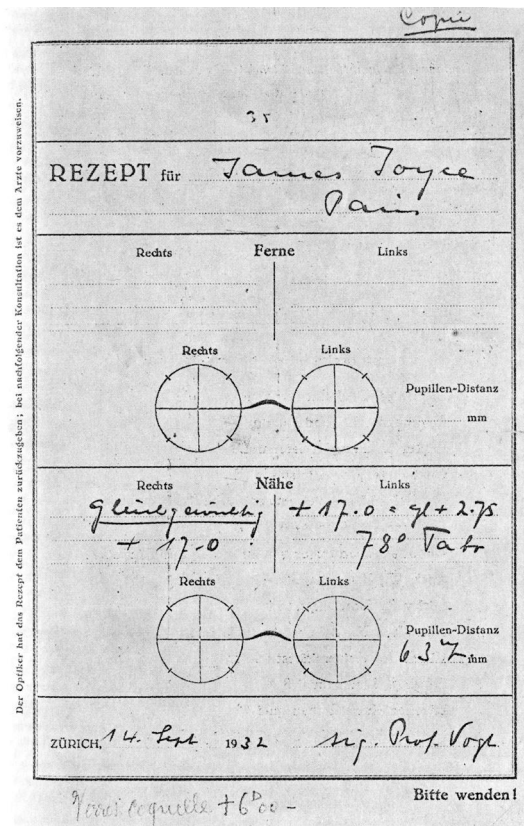 Copie
REZEPT für James Joyce
Paris
Rechts Ferne Links
Rechts Links
Pupillen-Distanz
mm
Rechts Nähe Links
+ 17.0 = gl + 2.75
+ 17.0 78° Tabo
Rechts Links
Pupillen-Distanz
63 mm
ZÜRICH, 14. Sept 1932 sig. Prof. Vogt
+ 6
Bitte wenden!
Der Optiker hat das Rezept dem Patienten zurückzugeben; bei nachfolgender Konsultation ist es dem Arzte vorzuweisen.